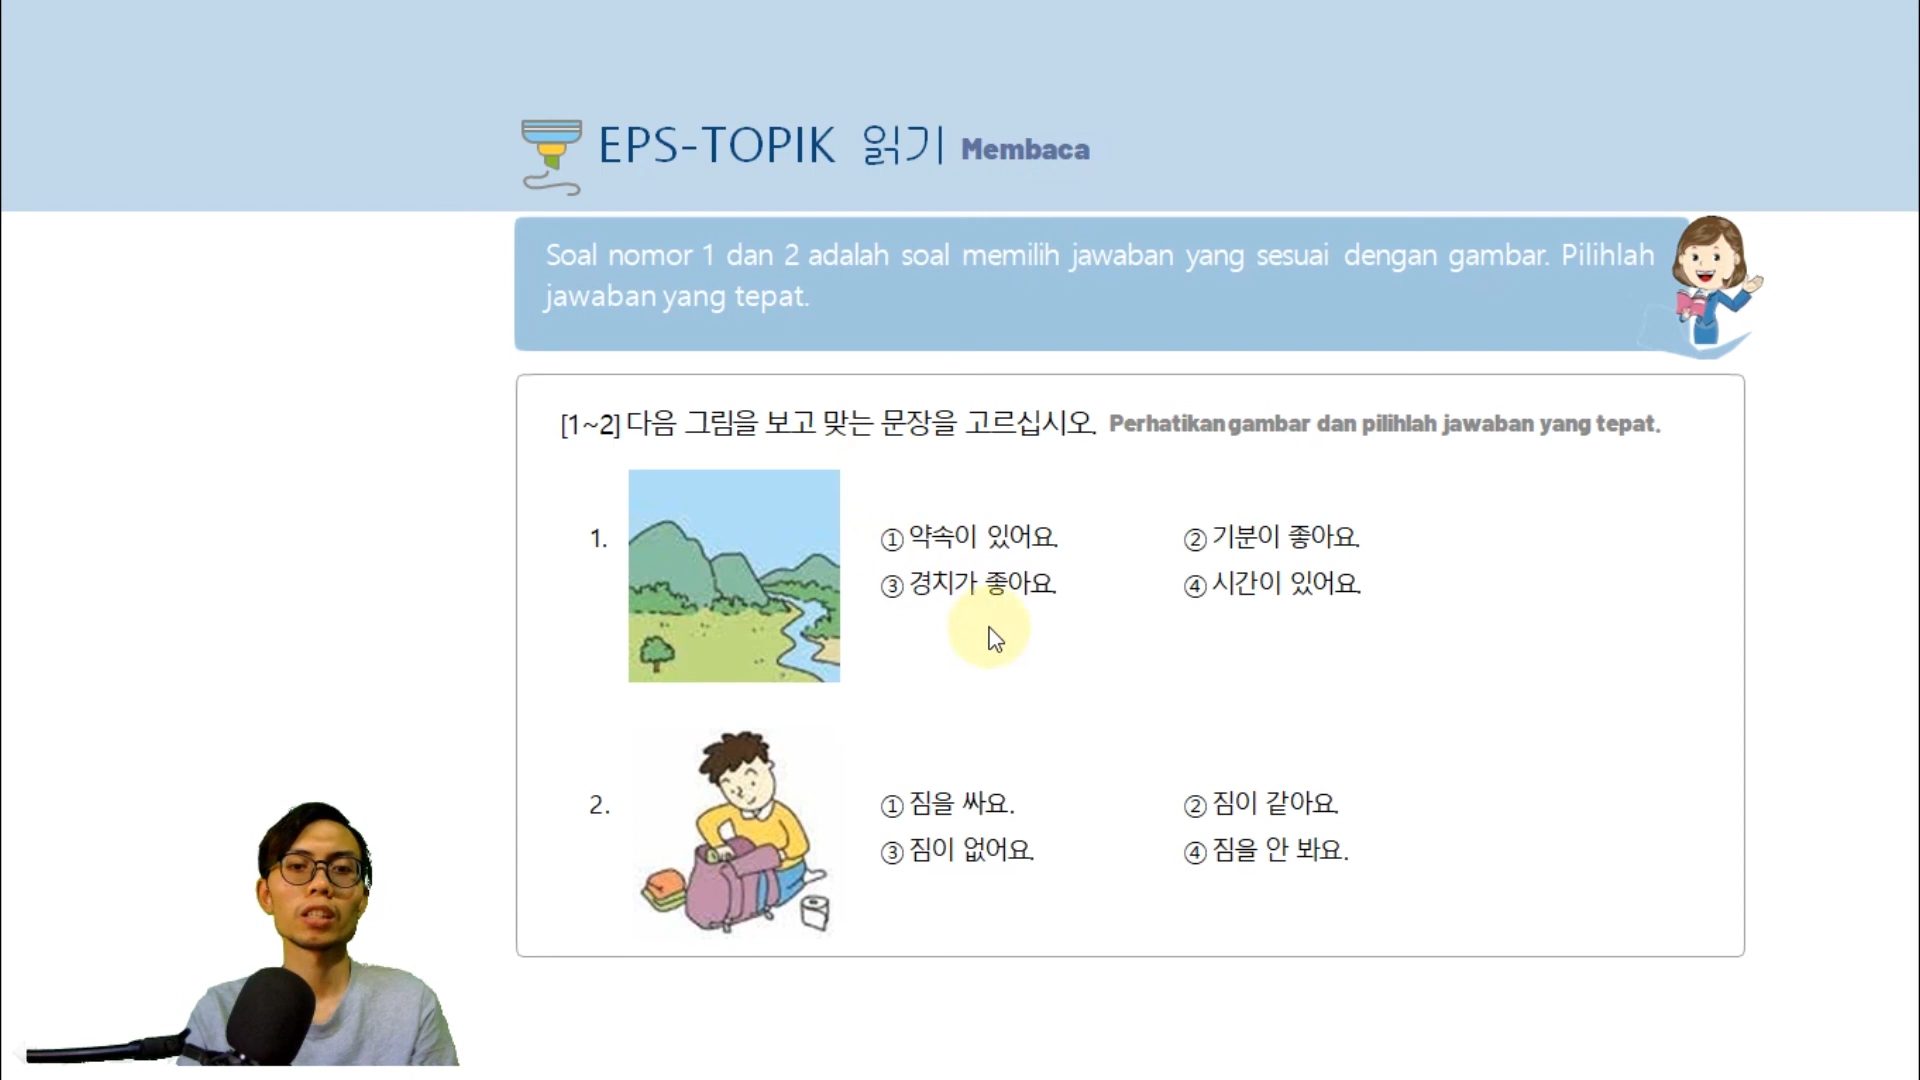 EPS-TOPIK 읽기 Membaca
Soal nomor 1 dan 2 adalah soal memilih jawaban yang sesuai dengan gambar. Pilihlah
jawaban yang tepat.
[1~2] 다음 그림을 보고 맞는 문장을 고르십시오. Perhatikan gambar dan pilihlah jawaban yang tepat.
1.
① 약속이 있어요. ② 기분이 좋아요.
③ 경치가 좋아요. ④ 시간이 있어요.
2.
① 짐을 싸요. ② 짐이 같아요.
③ 짐이 없어요. ④ 짐을 안 봐요.